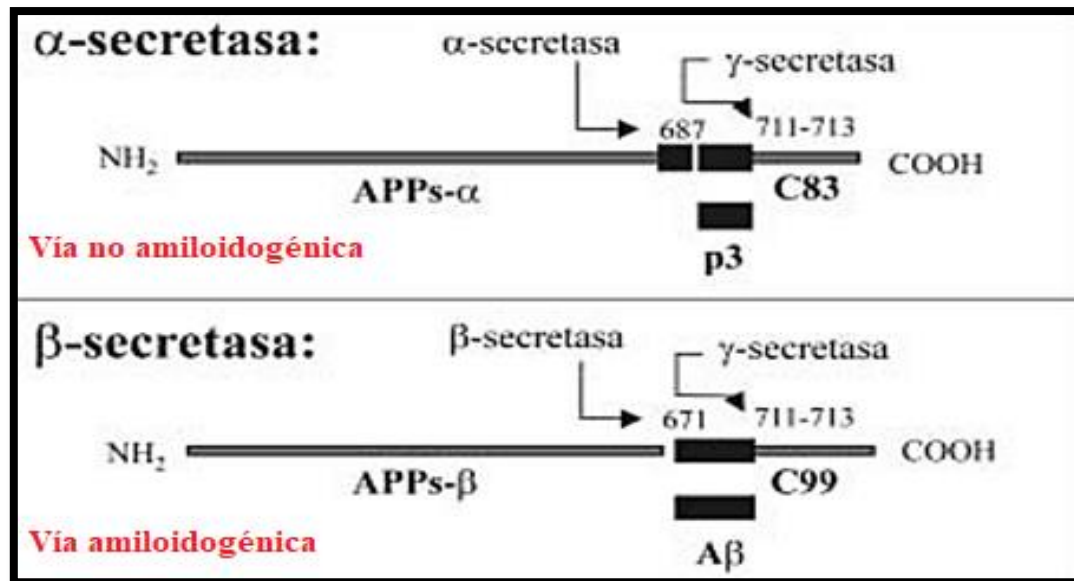 α-secretasa:
α-secretasa
γ-secretasa
687
711-713
NH₂
COOH
APPs-α
C83
Vía no amiloidogénica
p3
β-secretasa:
β-secretasa
γ-secretasa
671
711-713
NH₂
COOH
APPs-β
C99
Vía amiloidogénica
Aβ